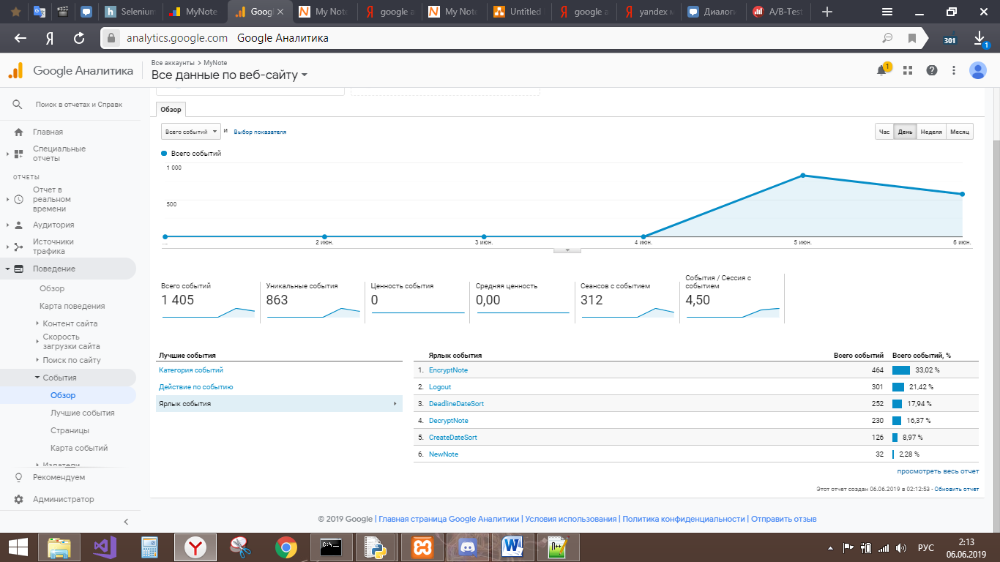 Selenium
MyNote
Googl
My Not
google a
My Not
Untitled
google a
yandex м
Диалоги
A/B-Test
analytics.google.com Google Аналитика
301
1
Google Аналитика
Все аккаунты > MyNote
Все данные по веб-сайту
1
Поиск в отчетах и Справк
Главная
Специальные
отчеты
ОТЧЕТЫ
Отчет в
реальном
времени
Аудитория
Источники
трафика
Поведение
Обзор
Карта поведения
Контент сайта
Скорость
загрузки сайта
Поиск по сайту
События
Обзор
Лучшие события
Страницы
Карта событий
Издатели
Рекомендуем
Администратор
Обзор
Всего событий и Выбор показателя
Час День Неделя Месяц
Всего событий
1 000
500
... 2 июн. 3 июн. 4 июн. 5 июн. 6 июн.
Всего событий
1 405
Уникальные события
863
Ценность события
0
Средняя ценность
0,00
Сеансов с событием
312
События / Сессия с
событием
4,50
Лучшие события
Категория событий
Действие по событию
Ярлык события
Ярлык события Всего событий Всего событий, %
1. EncryptNote 464 33,02 %
2. Logout 301 21,42 %
3. DeadlineDateSort 252 17,94 %
4. DecryptNote 230 16,37 %
5. CreateDateSort 126 8,97 %
6. NewNote 32 2,28 %
просмотреть весь отчет
Этот отчет создан 06.06.2019 в 02:12:53 - Обновить отчет
© 2019 Google | Главная страница Google Аналитики | Условия использования | Политика конфиденциальности | Отправить отзыв
РУС
2:13
06.06.2019